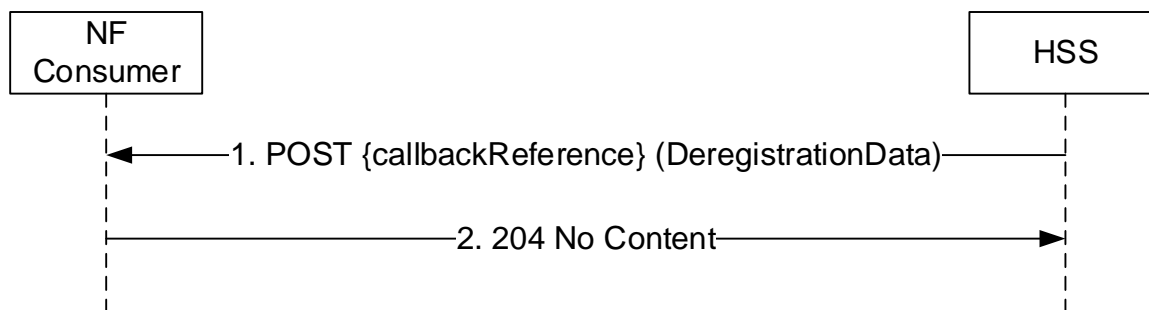 NF
Consumer
HSS
1. POST {callbackReference} (DeregistrationData)
2. 204 No Content